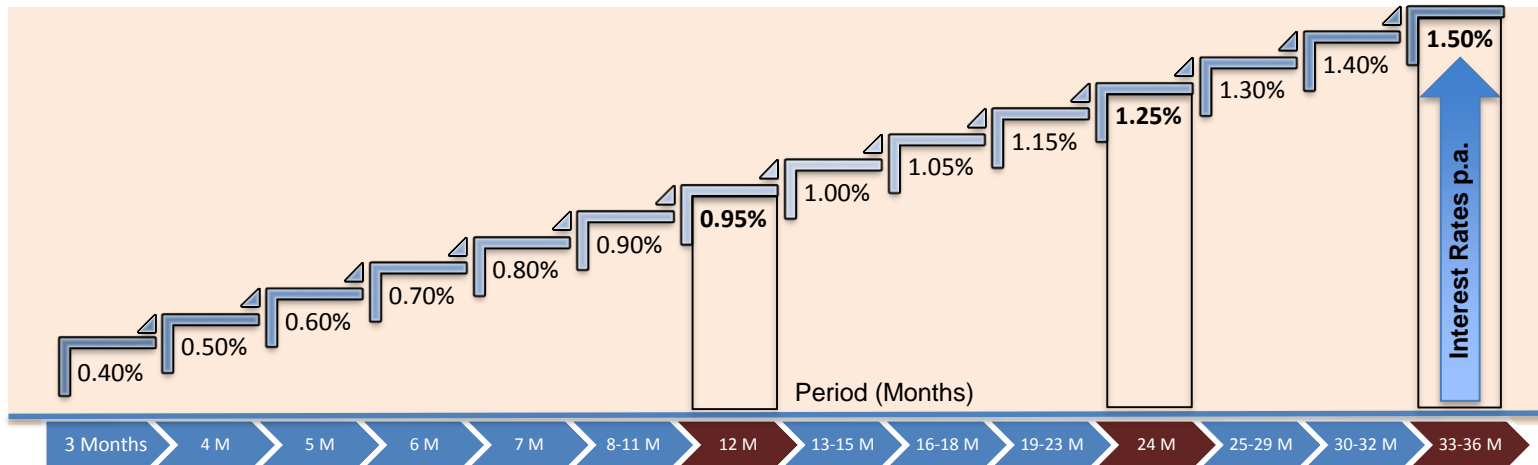 0.40%
0.50%
0.60%
0.70%
0.80%
0.90%
0.95%
1.00%
1.05%
1.15%
1.25%
1.30%
1.40%
1.50%
Interest Rates p.a.
Period (Months)
3 Months
4 M
5 M
6 M
7 M
8-11 M
12 M
13-15 M
16-18 M
19-23 M
24 M
25-29 M
30-32 M
33-36 M